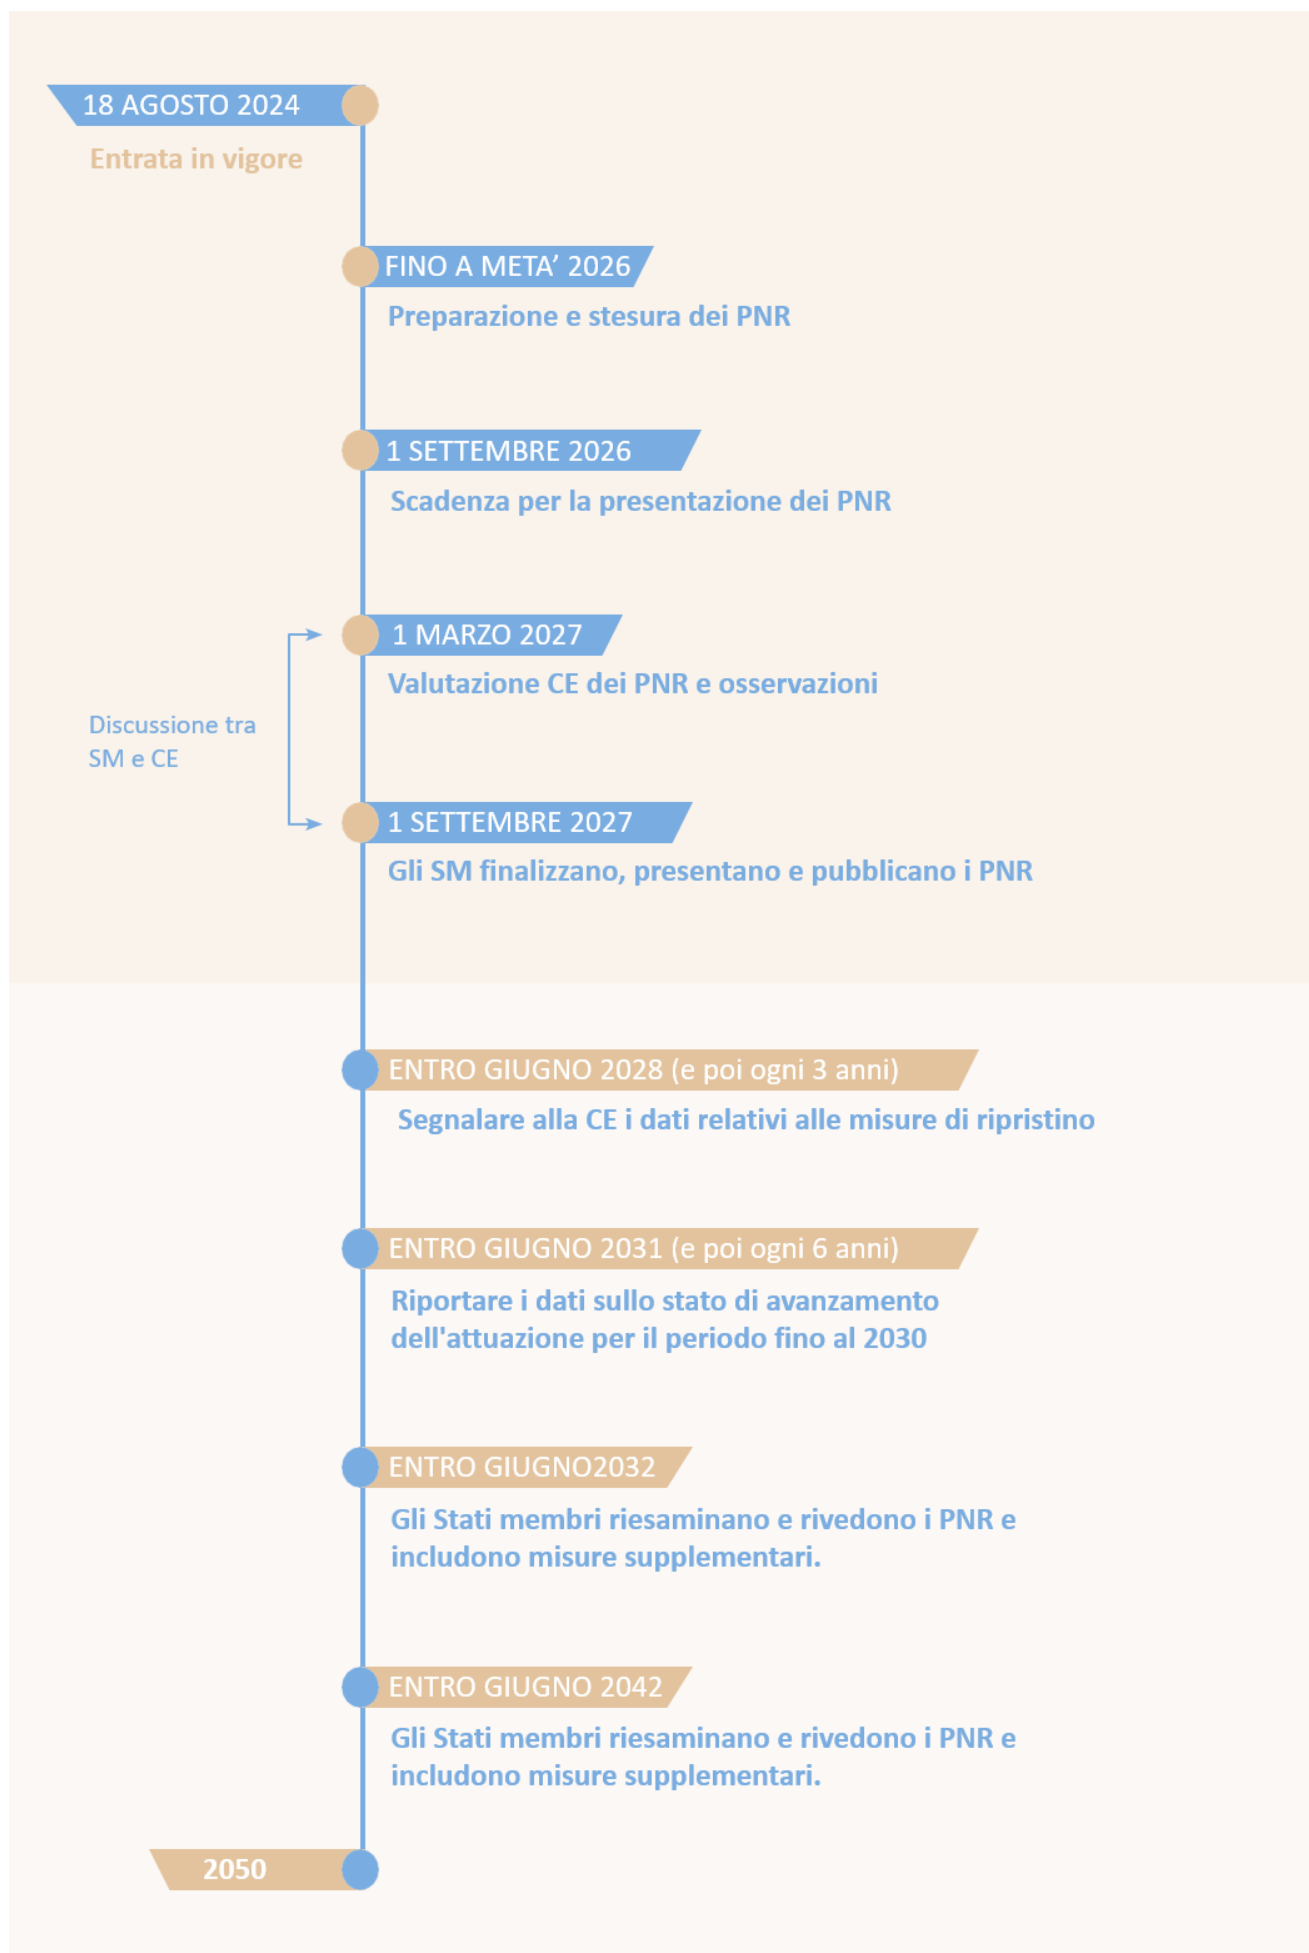 18 AGOSTO 2024
Entrata in vigore
FINO A META’ 2026
Preparazione e stesura dei PNR
1 SETTEMBRE 2026
Scadenza per la presentazione dei PNR
1 MARZO 2027
Valutazione CE dei PNR e osservazioni
Discussione tra
SM e CE
1 SETTEMBRE 2027
Gli SM finalizzano, presentano e pubblicano i PNR
ENTRO GIUGNO 2028 (e poi ogni 3 anni)
Segnalare alla CE i dati relativi alle misure di ripristino
ENTRO GIUGNO 2031 (e poi ogni 6 anni)
Riportare i dati sullo stato di avanzamento
dell'attuazione per il periodo fino al 2030
ENTRO GIUGNO2032
Gli Stati membri riesaminano e rivedono i PNR e
includono misure supplementari.
ENTRO GIUGNO 2042
Gli Stati membri riesaminano e rivedono i PNR e
includono misure supplementari.
2050